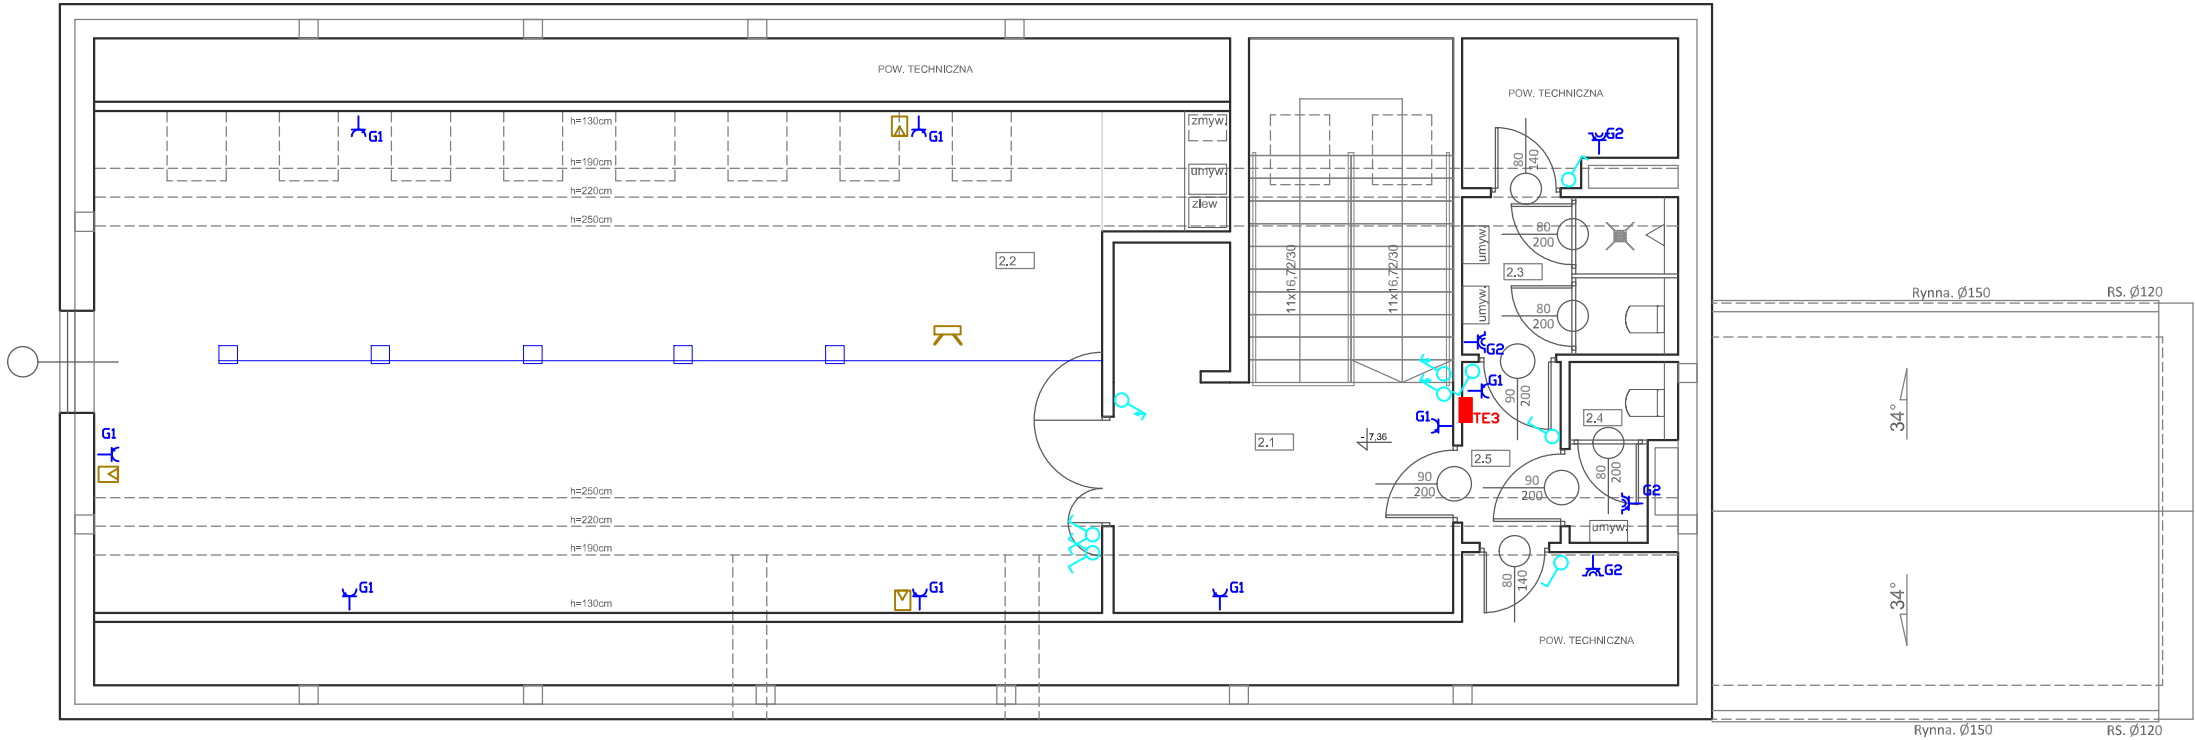 POW. TECHNICZNA
POW. TECHNICZNA
h=130cm
G1
G1
zmyw.
G2
80
140
h=190cm
umyw.
h=220cm
zlew
h=250cm
80
200
umyw.
2.2
2.3
11x16,72/30
11x16,72/30
Rynna. Ø150
RS. Ø120
umyw.
80
200
G2
G1
90
200
34°
G1
TE3
2.4
G1
2.1
- 7,36
2.5
90
200
90
200
80
200
h=250cm
G2
h=220cm
umyw.
h=190cm
G2
80
140
G1
G1
G1
h=130cm
34°
POW. TECHNICZNA
Rynna. Ø150
RS. Ø120